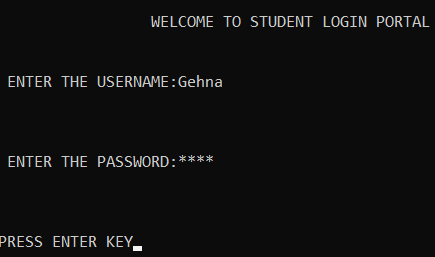 WELCOME TO STUDENT LOGIN PORTAL
ENTER THE USERNAME:Gehna
ENTER THE PASSWORD:****
PRESS ENTER KEY